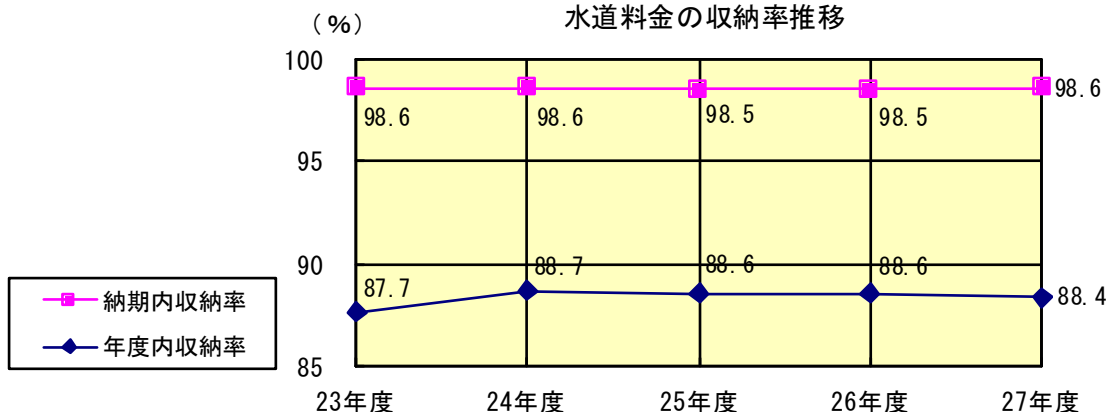 水道料金の収納率推移
(%)
100
95
90
85
98.6
98.6
98.5
98.5
98.6
87.7
88.7
88.6
88.6
88.4
納期内収納率
年度内収納率
23年度
24年度
25年度
26年度
27年度